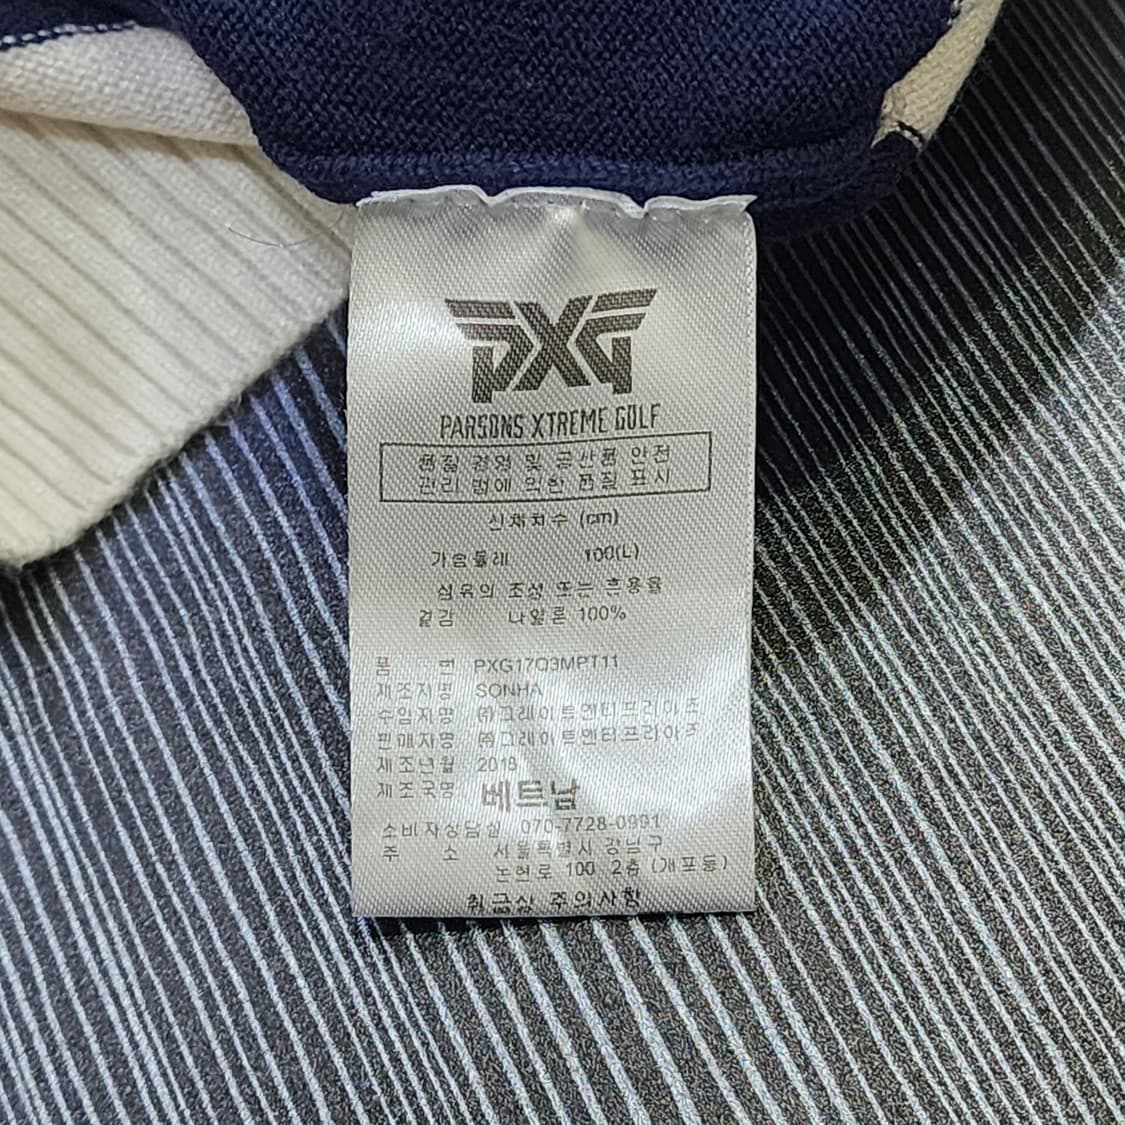 PXG
PARSONS XTREME GOLF
품질 경영 및 공산품 안전
관리 법에 의한 품질 표시
신체치수 (cm)
가슴둘레 100(L)
섬유의 조성 또는 혼용율
겉감 나일론 100%
품 번 PXG17Q3MPT11
제조자명 SONHA
수입자명 ㈜그레이트엔터프라이즈
판매자명 ㈜그레이트엔터프라이즈
제조년월 2018
제조국명 베트남
소비자상담실 070-7728-0991
주 소 서울특별시 강남구
논현로 100 2층 (개포동)
취급상 주의사항